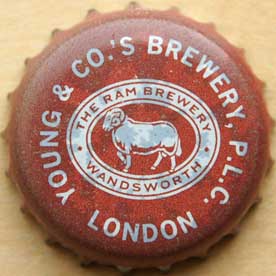 YOUNG & CO.'S BREWERY, P.L.C.
LONDON
THE RAM BREWERY
WANDSWORTH